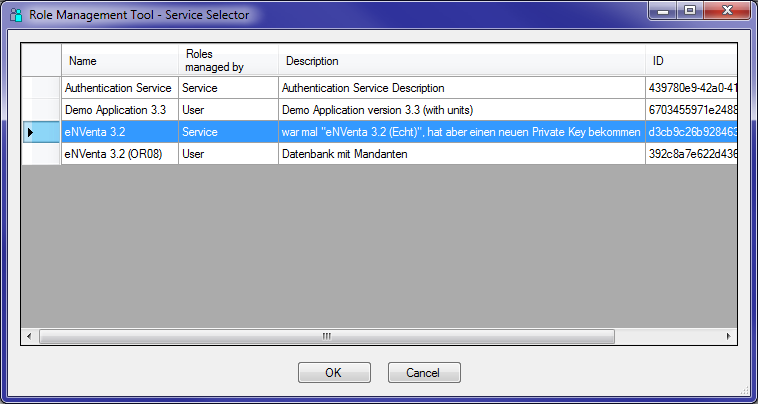 Role Management Tool - Service Selector
Name Roles managed by Description ID
Authentication Service Service Authentication Service Description 439780e9-42a0-41
Demo Application 3.3 User Demo Application version 3.3 (with units) 6703455971e2488
eNVenta 3.2 Service war mal "eNVenta 3.2 (Echt)", hat aber einen neuen Private Key bekommen d3cb9c26b928463
eNVenta 3.2 (OR08) User Datenbank mit Mandanten 392c8a7e622d436
OK Cancel